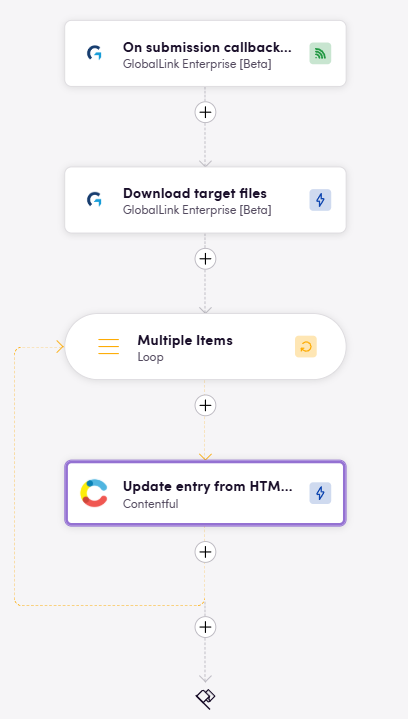 On submission callback...
GlobalLink Enterprise [Beta]
Download target files
GlobalLink Enterprise [Beta]
Multiple Items
Loop
Update entry from HTM...
Contentful